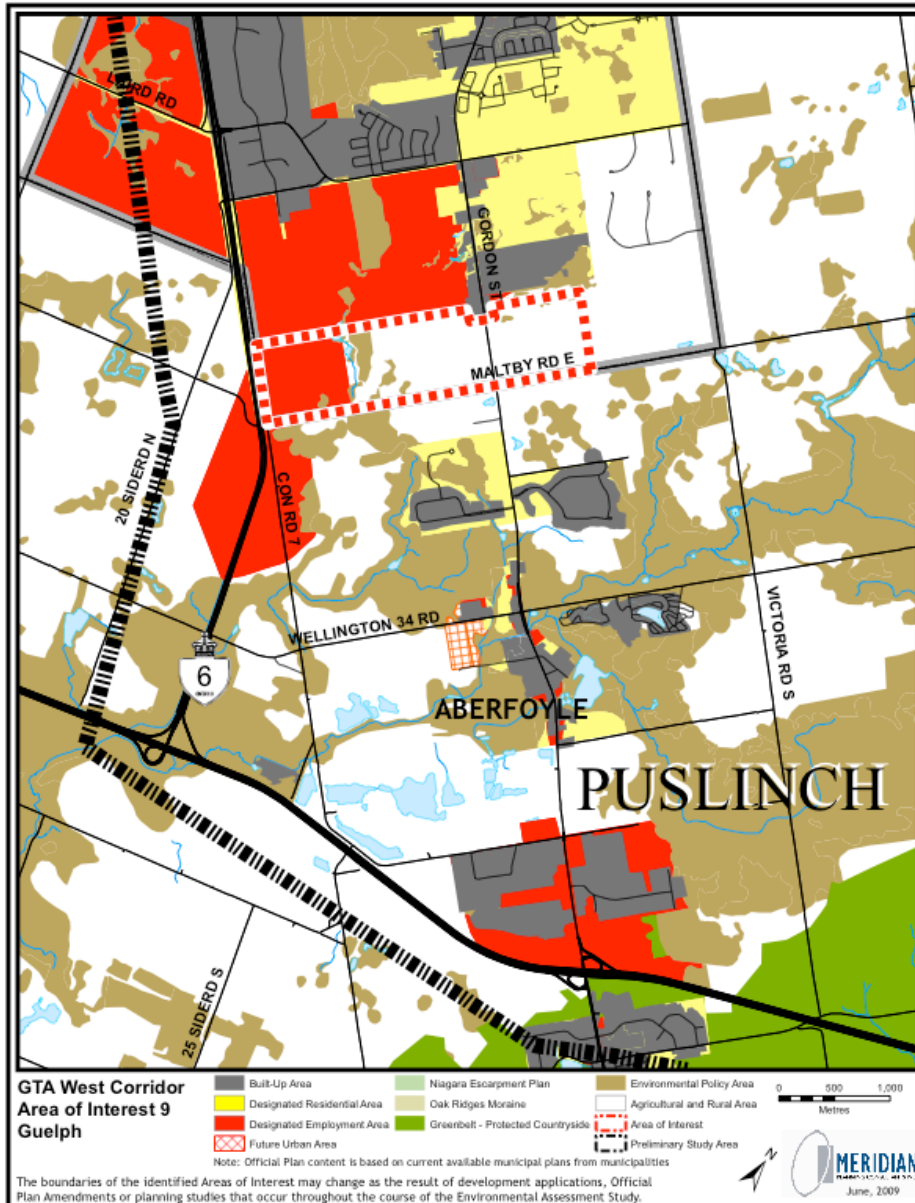 LAIRD RD
GORDON ST
MALTBY RD E
20 SIDERD N
CON RD 7
WELLINGTON 34 RD
VICTORIA RD S
6
ABERFOYLE
PUSLINCH
25 SIDERD S
GTA West Corridor
Area of Interest 9
Guelph
Built-Up Area
Designated Residential Area
Designated Employment Area
Future Urban Area
Niagara Escarpment Plan
Oak Ridges Moraine
Greenbelt - Protected Countryside
Environmental Policy Area
Agricultural and Rural Area
Area of Interest
Preliminary Study Area
0 500 1,000
Metres
N
Note: Official Plan content is based on current available municipal plans from municipalities
The boundaries of the identified Areas of Interest may change as the result of development applications, Official
Plan Amendments or planning studies that occur throughout the course of the Environmental Assessment Study.
MERIDIAN
June, 2009